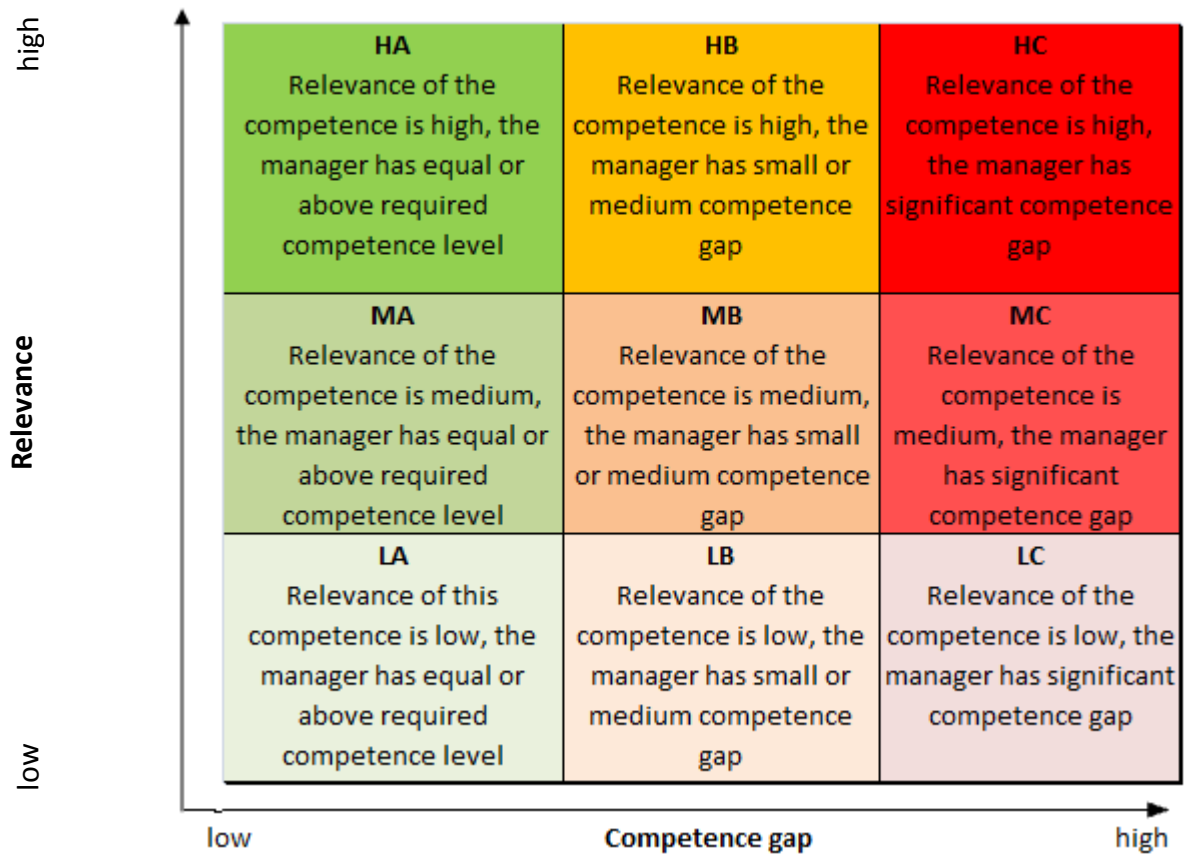 high
HA
Relevance of the
competence is high, the
manager has equal or
above required
competence level
HB
Relevance of the
competence is high, the
manager has small or
medium competence
gap
HC
Relevance of the
competence is high,
the manager has
significant competence
gap
Relevance
MA
Relevance of the
competence is medium,
the manager has equal or
above required
competence level
MB
Relevance of the
competence is medium,
the manager has small
or medium competence
gap
MC
Relevance of the
competence is
medium, the manager
has significant
competence gap
low
LA
Relevance of this
competence is low, the
manager has equal or
above required
competence level
LB
Relevance of the
competence is low, the
manager has small or
medium competence
gap
LC
Relevance of the
competence is low, the
manager has significant
competence gap
low
Competence gap
high